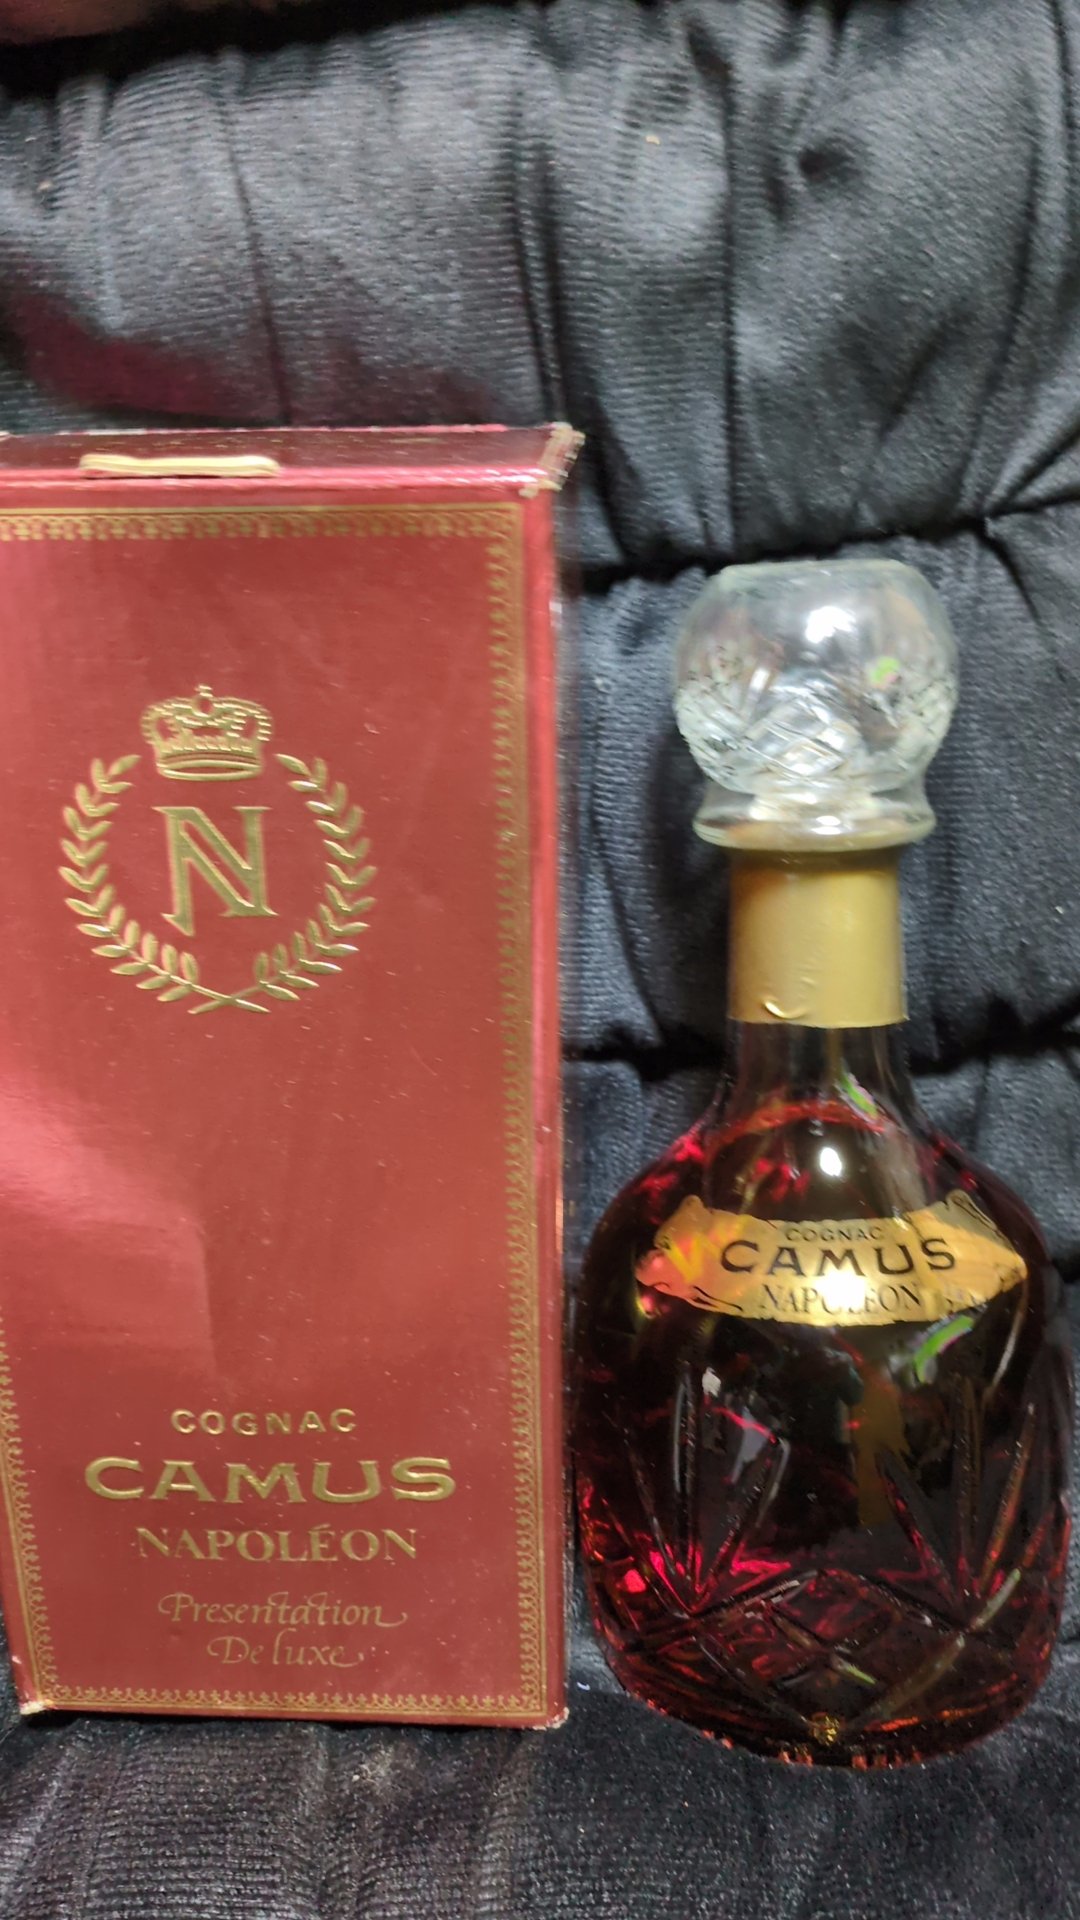 N
COGNAC
CAMUS
NAPOLÉON
Presentation
De luxe
COGNAC
CAMUS
NAPOLÉON